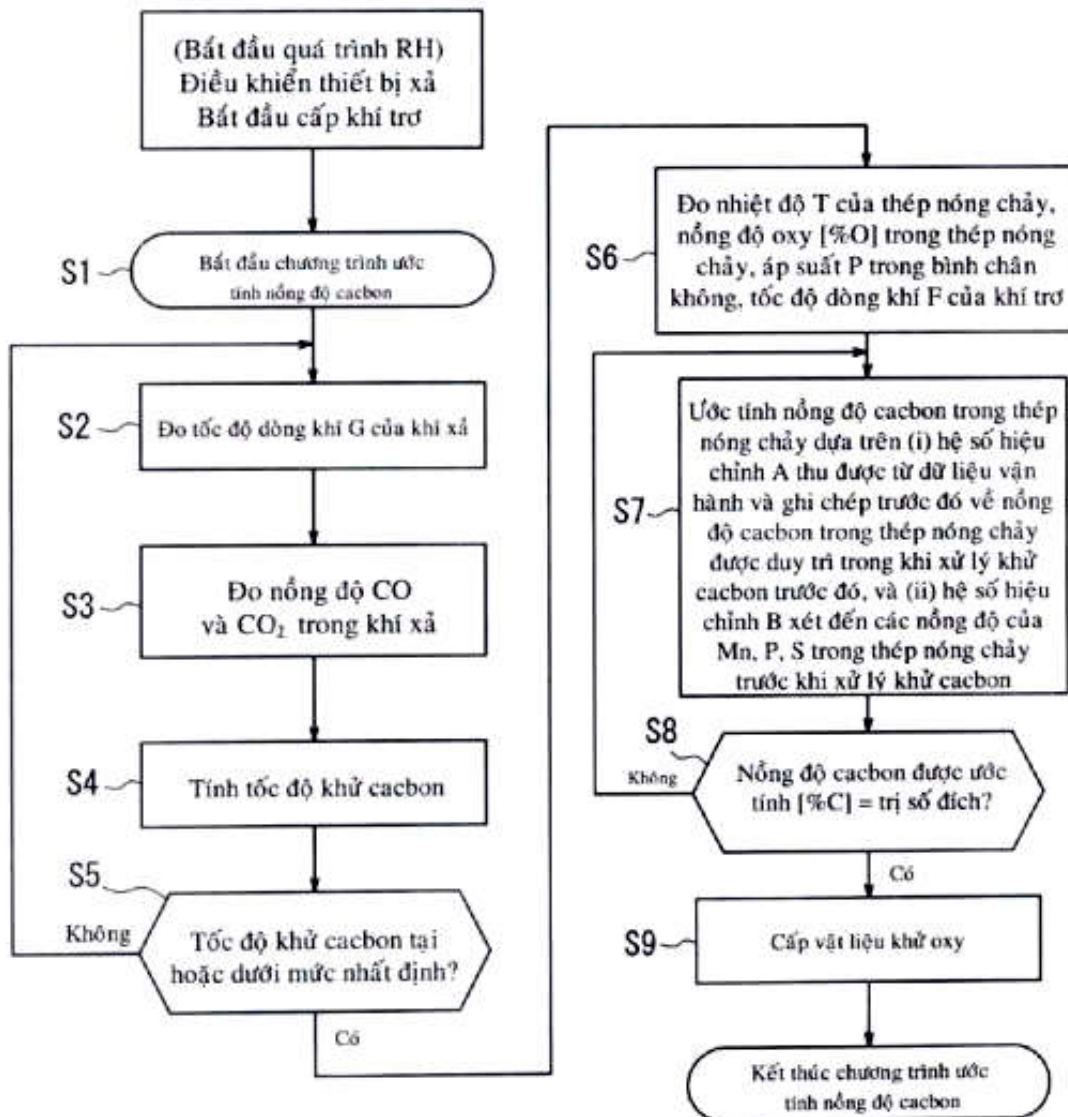 (Bắt đầu quá trình RH)
Điều khiển thiết bị xả
Bắt đầu cấp khí trơ
S1
Bắt đầu chương trình ước
tính nồng độ cacbon
S2
Đo tốc độ dòng khí G của khí xả
S3
Đo nồng độ CO
và CO₂ trong khí xả
S4
Tính tốc độ khử cacbon
S5
Không
Tốc độ khử cacbon tại
hoặc dưới mức nhất định?
Có
S6
Đo nhiệt độ T của thép nóng chảy,
nồng độ oxy [%O] trong thép nóng
chảy, áp suất P trong bình chân
không, tốc độ dòng khí F của khí trơ
S7
Ước tính nồng độ cacbon trong thép
nóng chảy dựa trên (i) hệ số hiệu
chỉnh A thu được từ dữ liệu vận
hành và ghi chép trước đó về nồng
độ cacbon trong thép nóng chảy
được duy trì trong khi xử lý khử
cacbon trước đó, và (ii) hệ số hiệu
chỉnh B xét đến các nồng độ của
Mn, P, S trong thép nóng chảy
trước khi xử lý khử cacbon
S8
Không
Nồng độ cacbon được ước
tính [%C] = trị số đích?
Có
S9
Cấp vật liệu khử oxy
Kết thúc chương trình ước
tính nồng độ cacbon